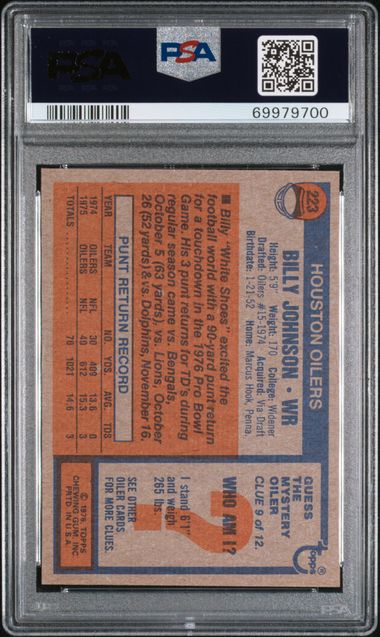 PSA
PSA
69979700
223
HOUSTON OILERS
BILLY JOHNSON • WR
Height: 5'9" Weight: 170 College: Widener
Drafted: Oilers #15-1974 Acquired: Via Draft
Birthdate: 1-21-52 Home: Marcus Hook, Penna.
■ Billy "White Shoes" excited the
football world with a 90-yard punt return
for a touchdown in the 1976 Pro Bowl
Game. His 3 punt returns for TD's during
regular season came vs. Bengals,
October 5 (63 yards), vs. Lions, October
26 (52 yards) & vs. Dolphins, November 16.
PUNT RETURN RECORD
NO. YDS. AVG. TDS
1974 OILERS NFL 30 409 13.6 0
1975 OILERS NFL 40 612 15.3 3
TOTALS 70 1021 14.6 3
Topps®
GUESS
THE
MYSTERY
OILER
CLUE 9 of 12.
?
WHO AM I?
I stand 6'1"
and weigh
265 lbs.
SEE OTHER
OILER CARDS
FOR MORE CLUES.
© 1976, TOPPS
CHEWING GUM, INC.
PRTD. IN U.S.A.